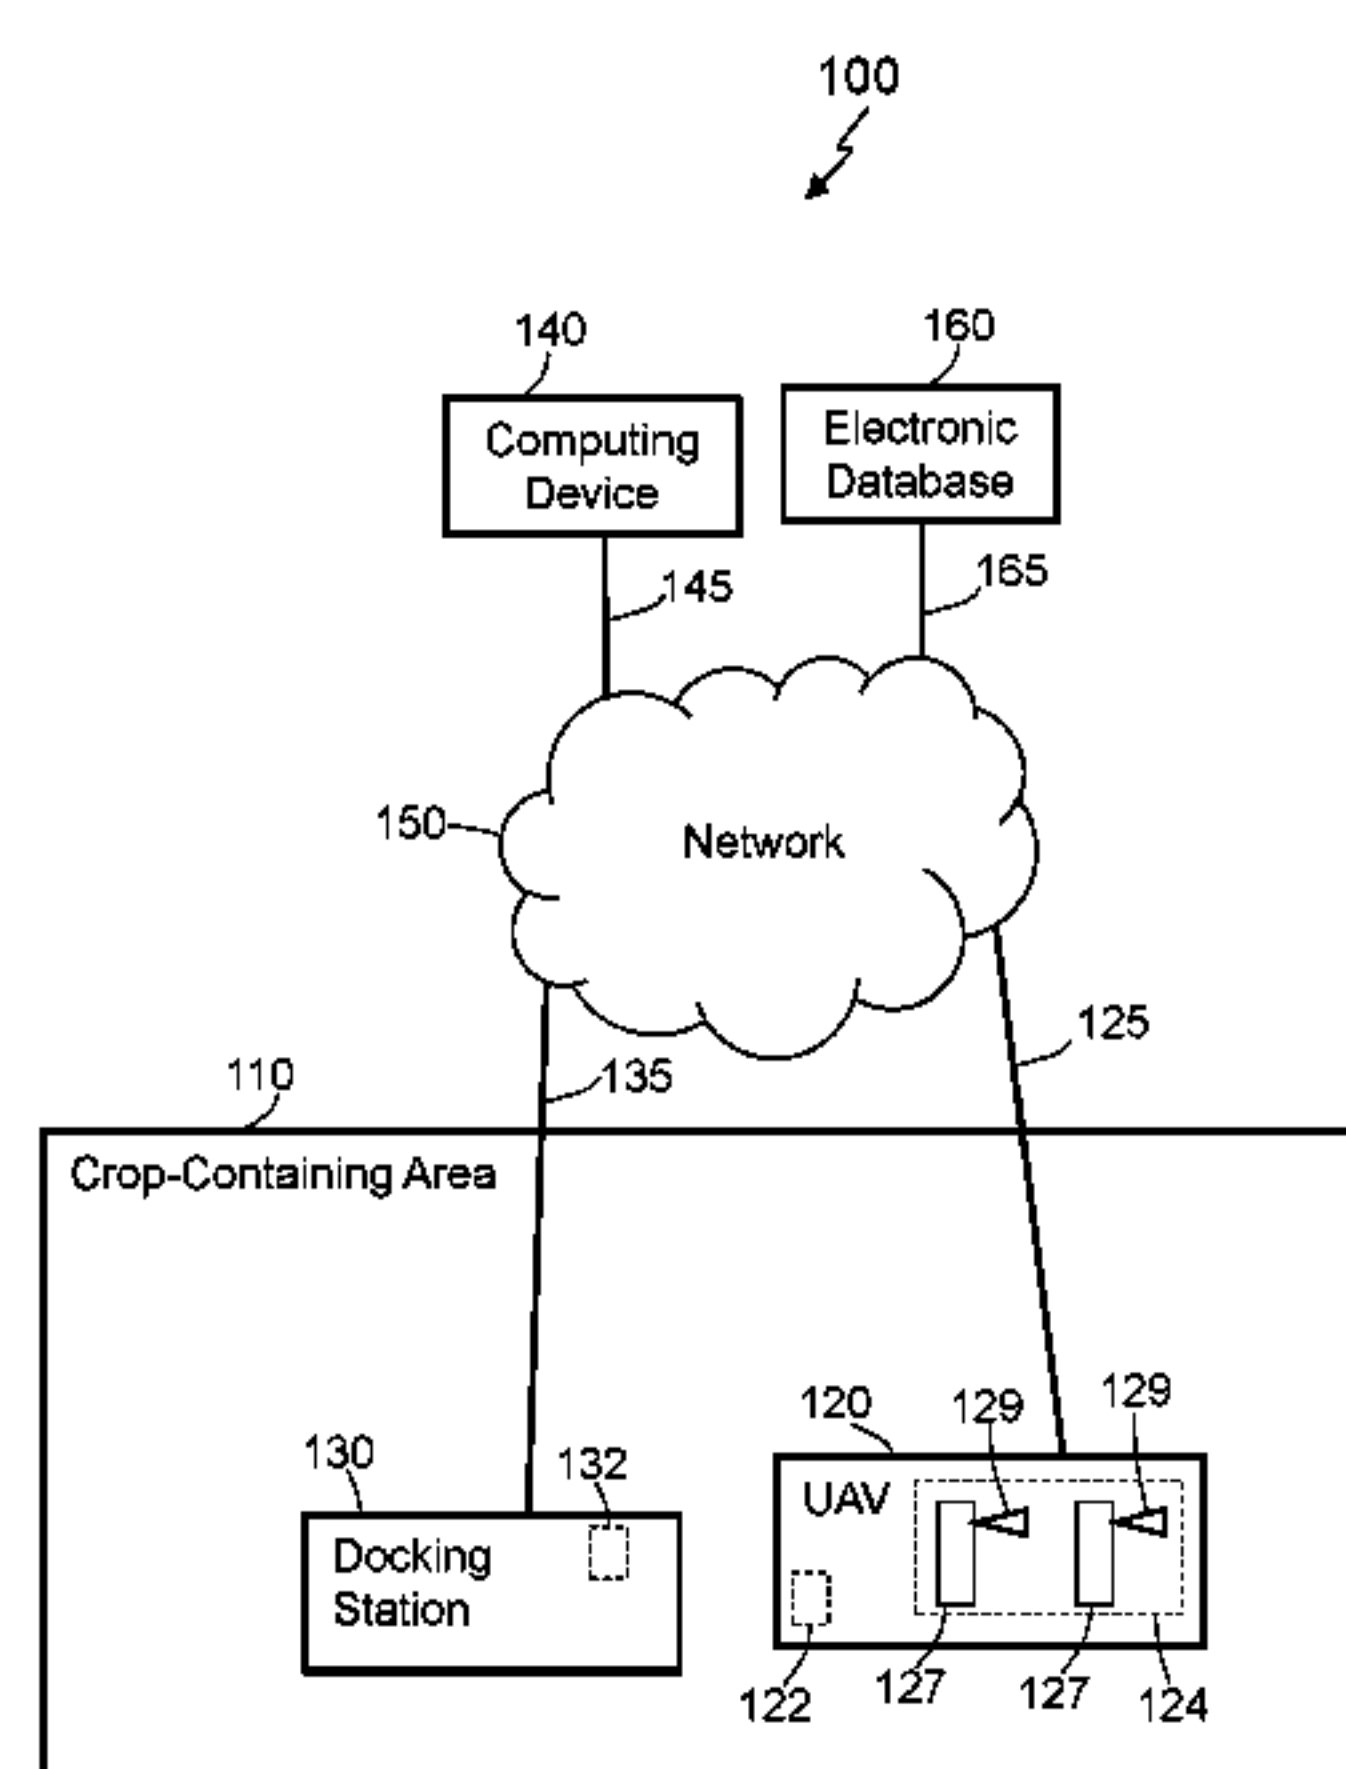 100
140
160
Computing
Device
Electronic
Database
145
165
150
Network
125
135
110
Crop-Containing Area
120
129
129
130
132
UAV
Docking
Station
122
127
127
124